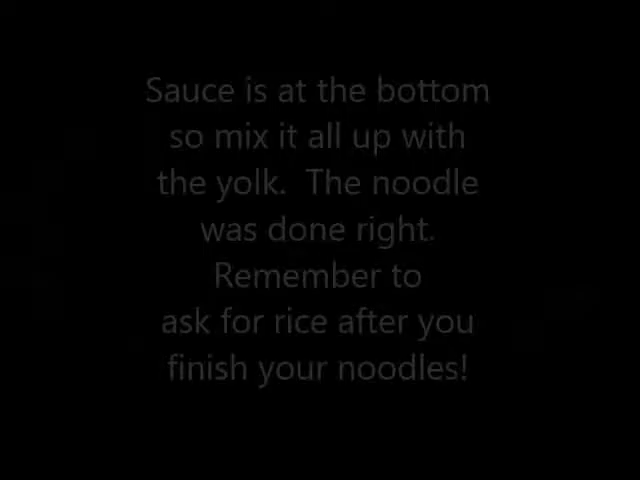 Sauce is at the bottom
so mix it all up with
the yolk.  The noodle
was done right.
Remember to
ask for rice after you
finish your noodles!